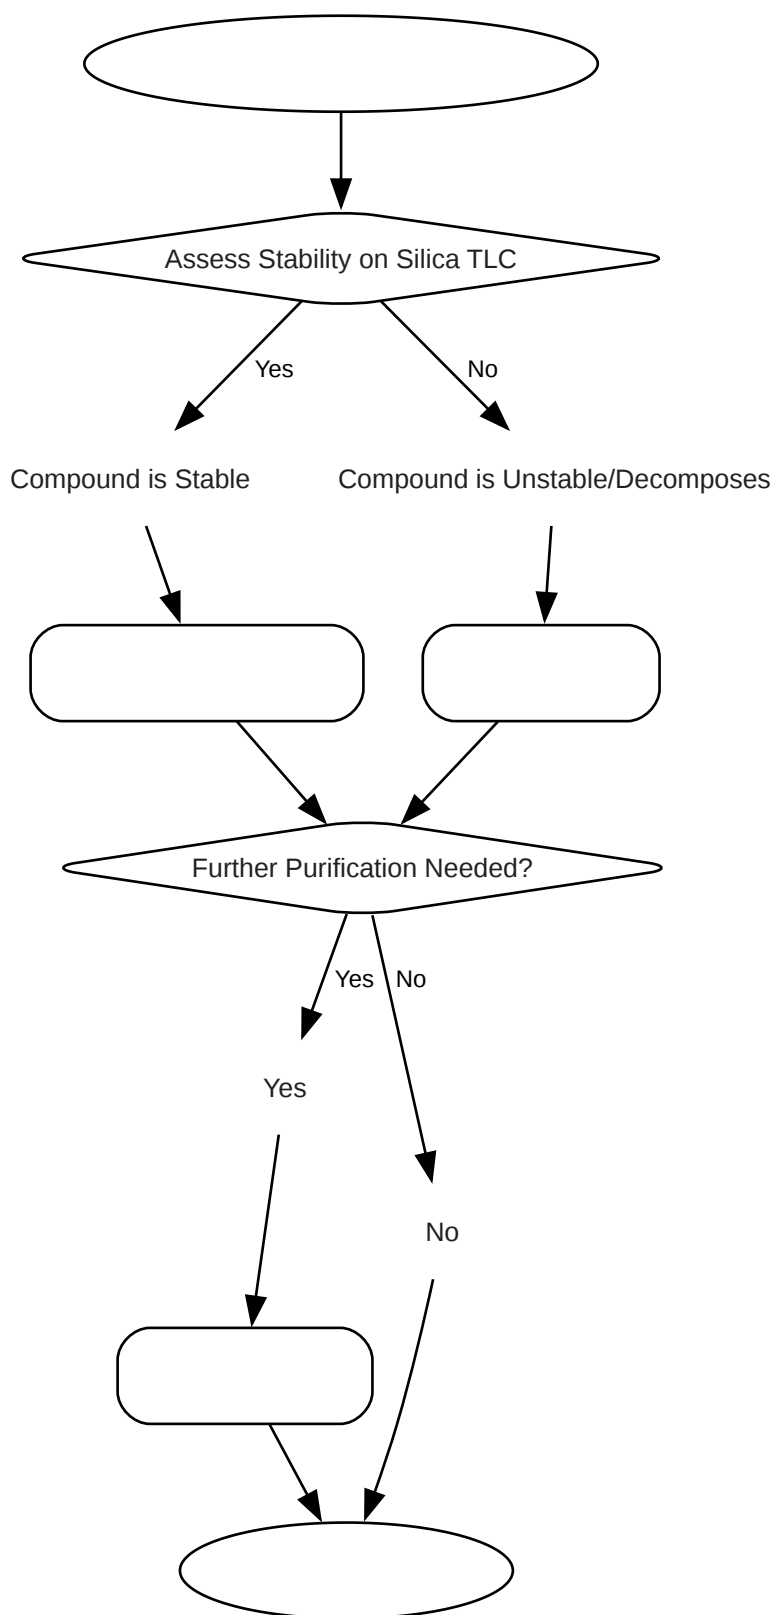 Assess Stability on Silica TLC
Yes
No
Compound is Stable
Compound is Unstable/Decomposes
Further Purification Needed?
Yes
No
Yes
No